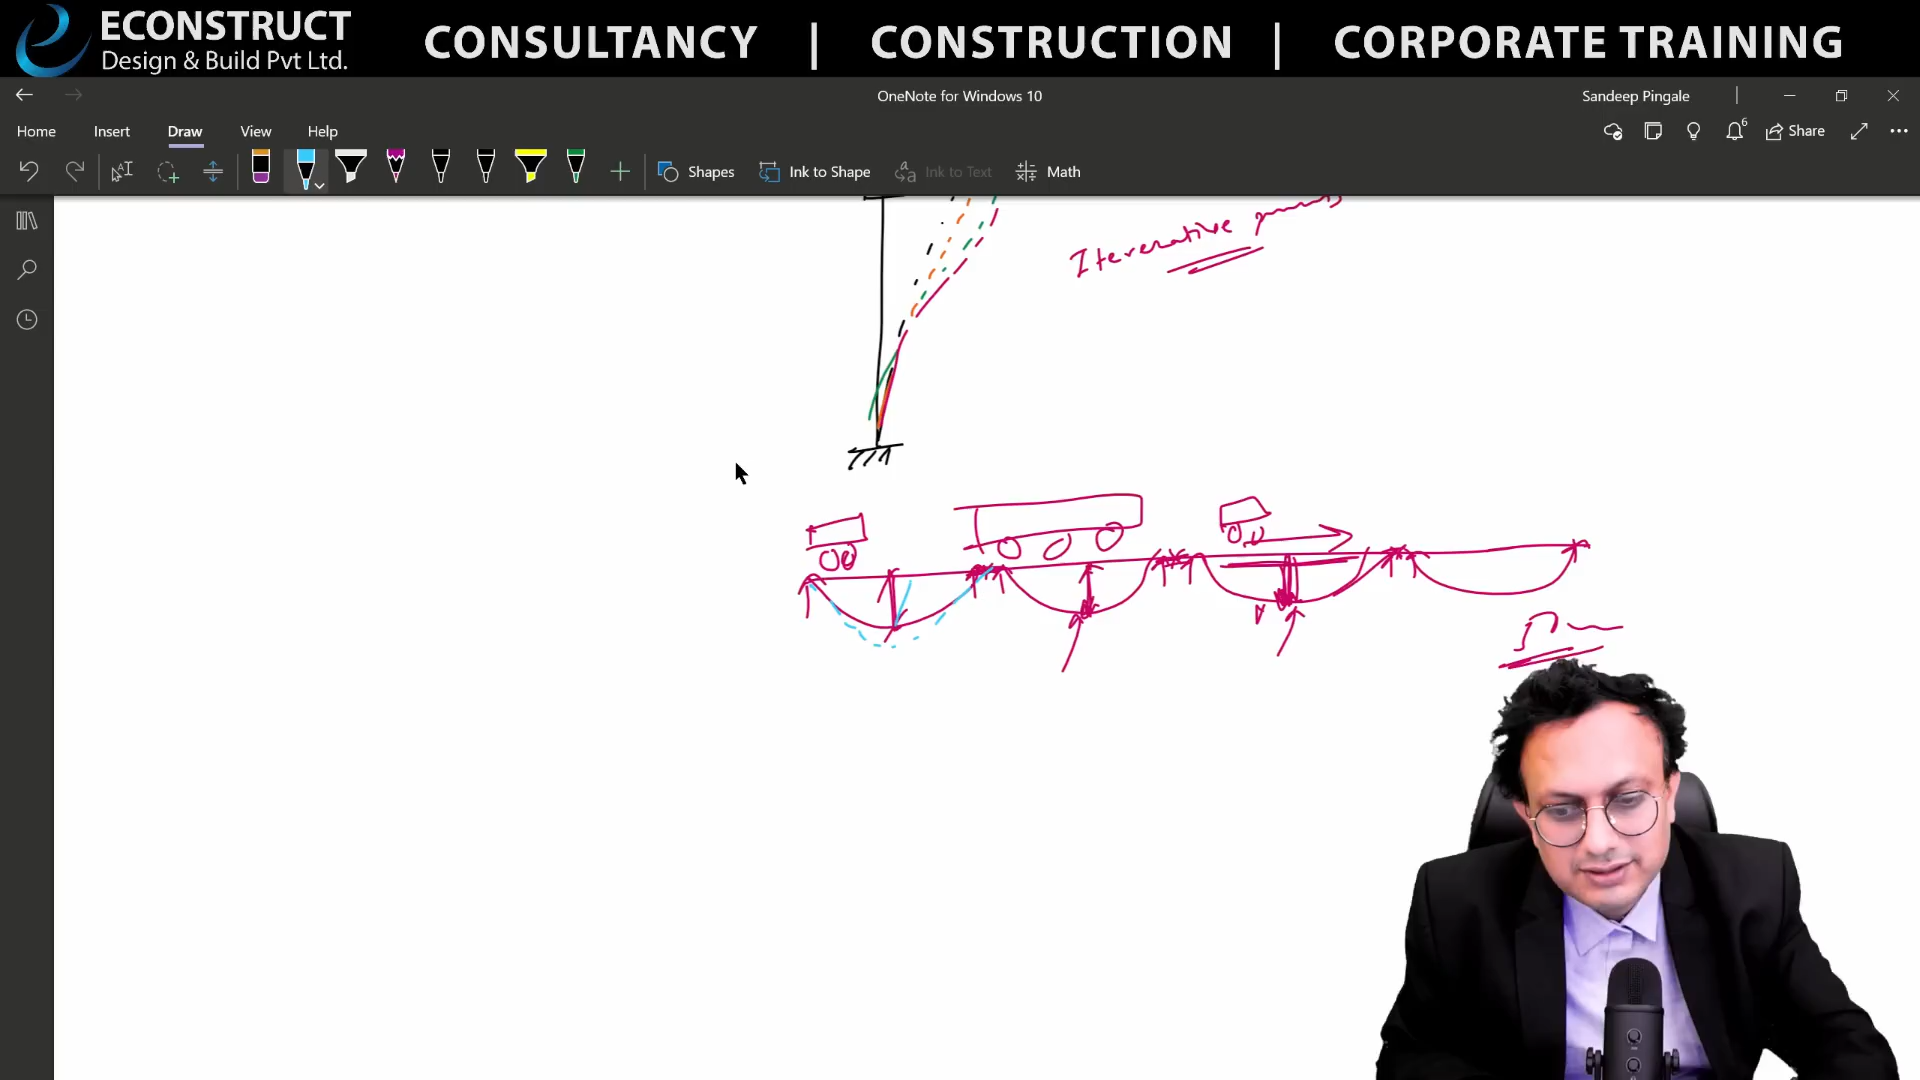 ECONSTRUCT
Design & Build Pvt Ltd.
CONSULTANCY | CONSTRUCTION | CORPORATE TRAINING
OneNote for Windows 10
Sandeep Pingale
Home Insert Draw View Help
6
Share
Shapes
Ink to Shape
Ink to Text
Math
Itererative